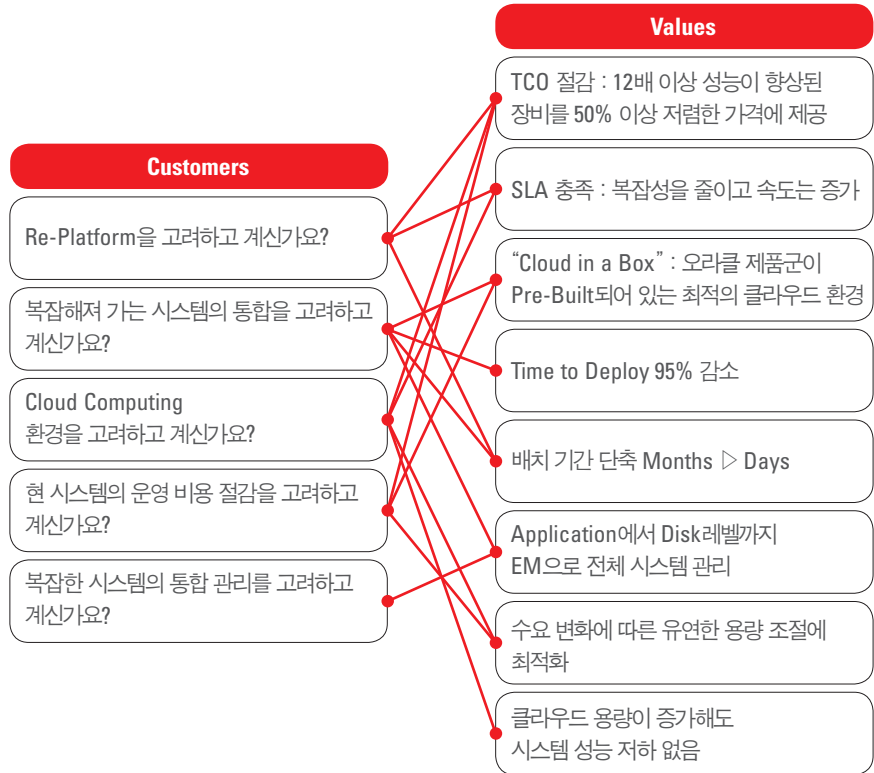 Customers
Re-Platform을 고려하고 계신가요?
복잡해져 가는 시스템의 통합을 고려하고
계신가요?
Cloud Computing
환경을 고려하고 계신가요?
현 시스템의 운영 비용 절감을 고려하고
계신가요?
복잡한 시스템의 통합 관리를 고려하고
계신가요?
Values
TCO 절감 : 12배 이상 성능이 향상된
장비를 50% 이상 저렴한 가격에 제공
SLA 충족 : 복잡성을 줄이고 속도는 증가
“Cloud in a Box” : 오라클 제품군이
Pre-Built되어 있는 최적의 클라우드 환경
Time to Deploy 95% 감소
배치 기간 단축 Months ▷ Days
Application에서 Disk레벨까지
EM으로 전체 시스템 관리
수요 변화에 따른 유연한 용량 조절에
최적화
클라우드 용량이 증가해도
시스템 성능 저하 없음